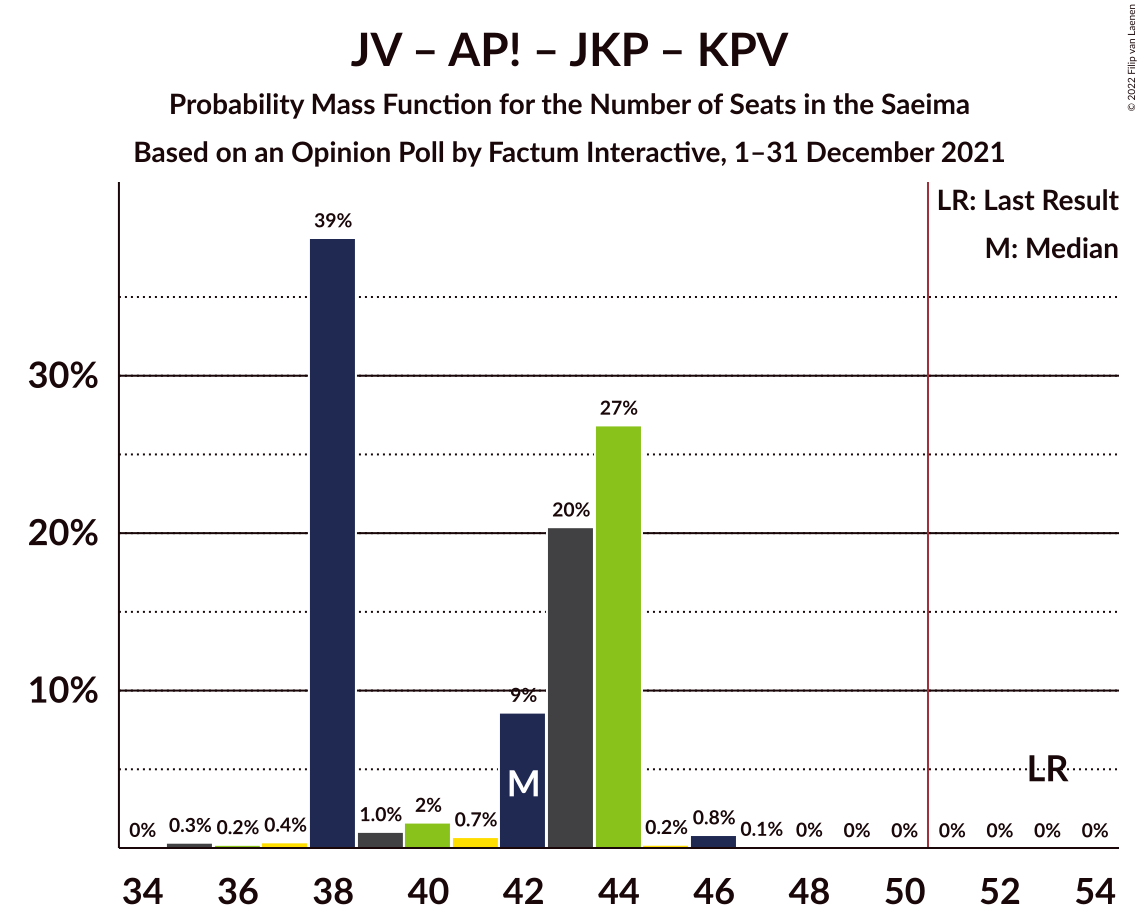 JV – AP! – JKP – KPV
Probability Mass Function for the Number of Seats in the Saeima
Based on an Opinion Poll by Factum Interactive, 1–31 December 2021
© 2022 Filip van Laenen
LR: Last Result
M: Median
39%
30%
27%
20%
20%
10%
9%
M
LR
0% 0.3% 0.2% 0.4% 1.0% 2% 0.7% 0.2% 0.8% 0.1% 0% 0% 0% 0% 0% 0% 0%
34 36 38 40 42 44 46 48 50 52 54